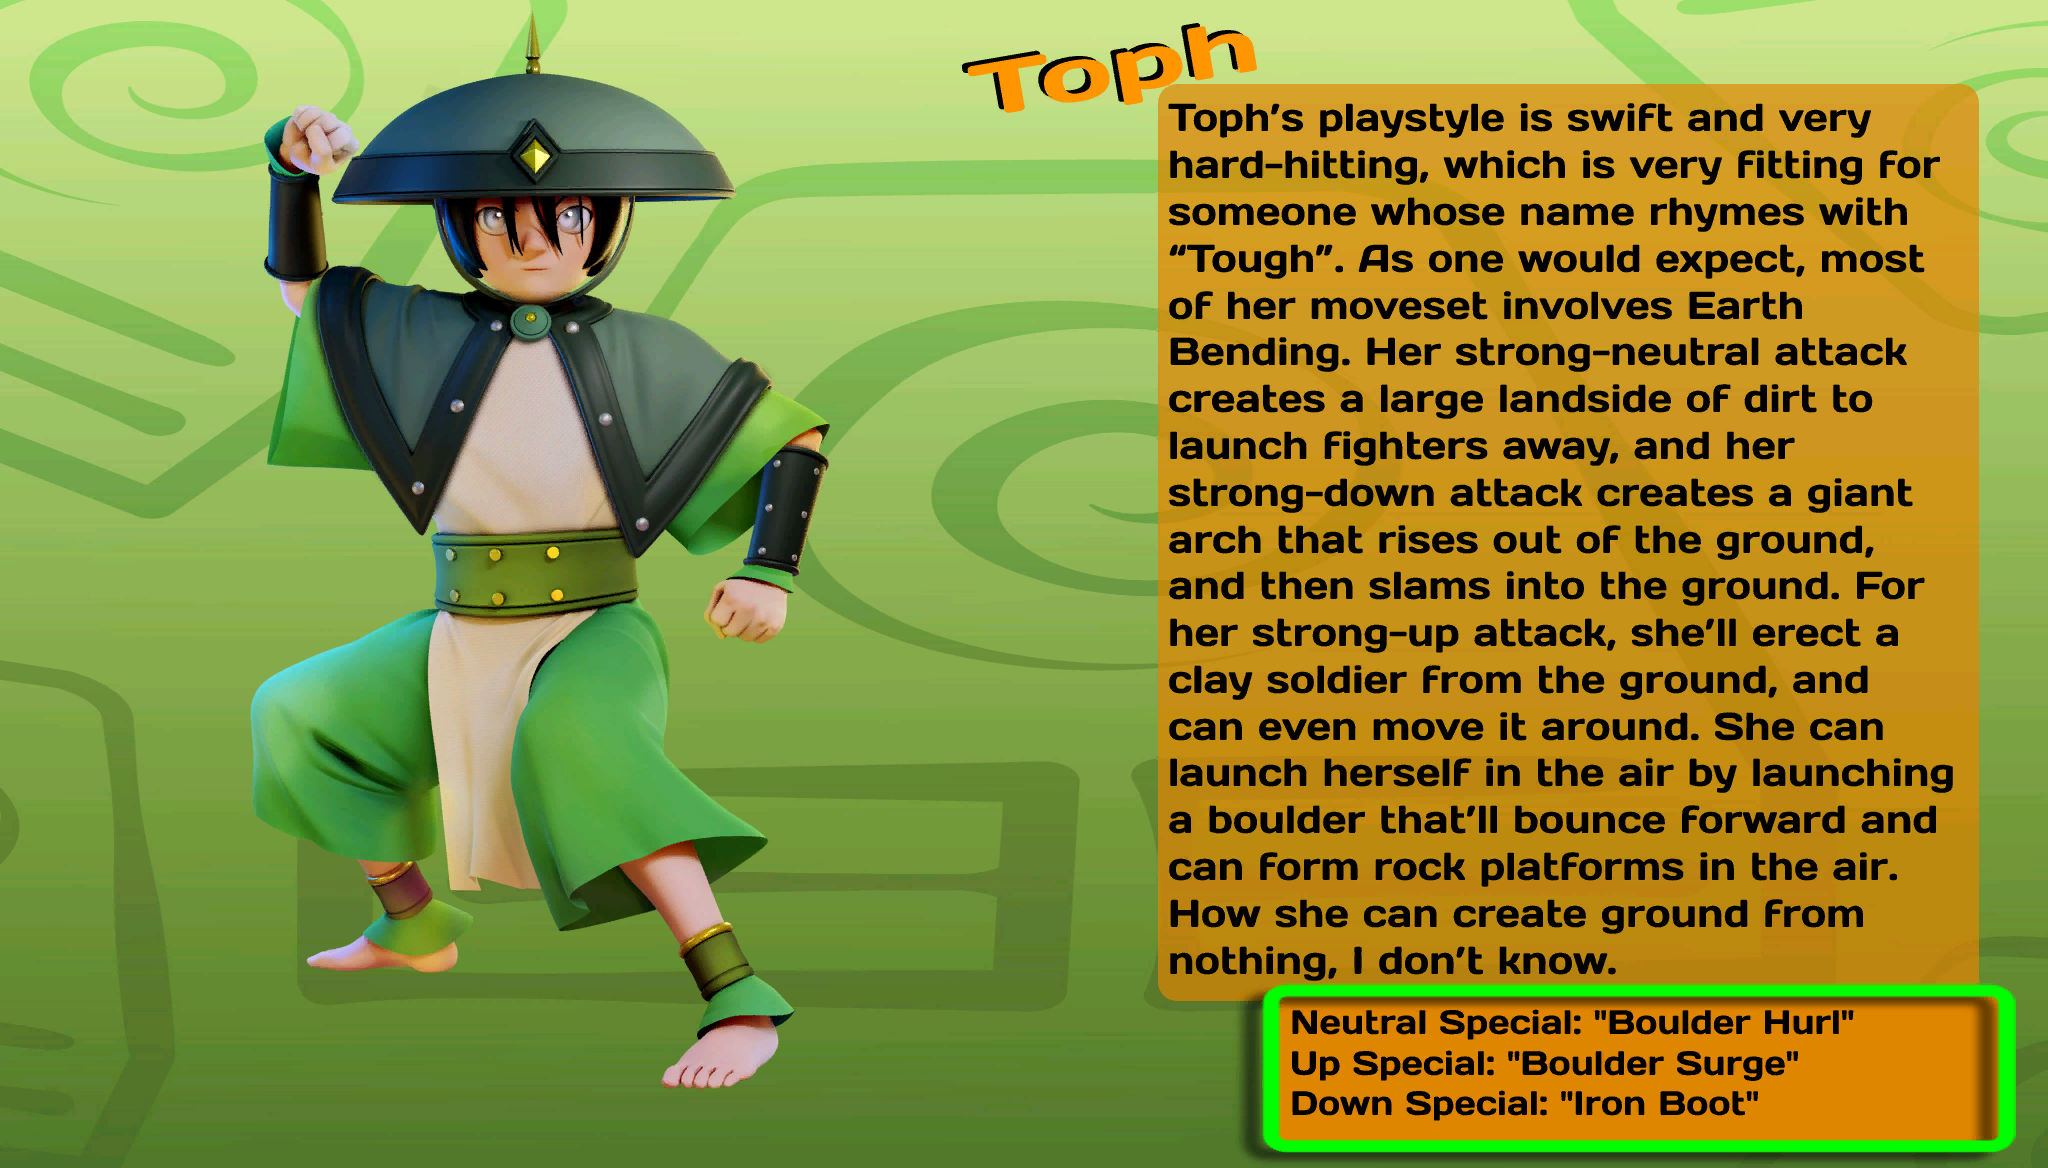 Toph
Toph's playstyle is swift and very
hard-hitting, which is very fitting for
someone whose name rhymes with
“Tough”. As one would expect, most
of her moveset involves Earth
Bending. Her strong-neutral attack
creates a large landside of dirt to
launch fighters away, and her
strong-down attack creates a giant
arch that rises out of the ground,
and then slams into the ground. For
her strong-up attack, she'll erect a
clay soldier from the ground, and
can even move it around. She can
launch herself in the air by launching
a boulder that'll bounce forward and
can form rock platforms in the air.
How she can create ground from
nothing, I don't know.
Neutral Special: "Boulder Hurl"
Up Special: "Boulder Surge"
Down Special: "Iron Boot"